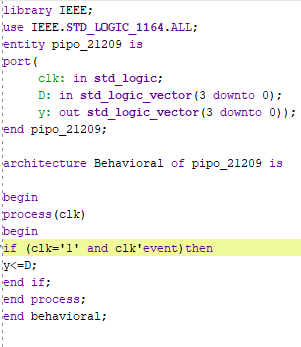 library IEEE;
use IEEE.STD_LOGIC_1164.ALL;
entity pipo_21209 is
port(
clk: in std_logic;
D: in std_logic_vector(3 downto 0);
y: out std_logic_vector(3 downto 0));
end pipo_21209;
architecture Behavioral of pipo_21209 is
begin
process(clk)
begin
if (clk='1' and clk'event)then
y<=D;
end if;
end process;
end behavioral;